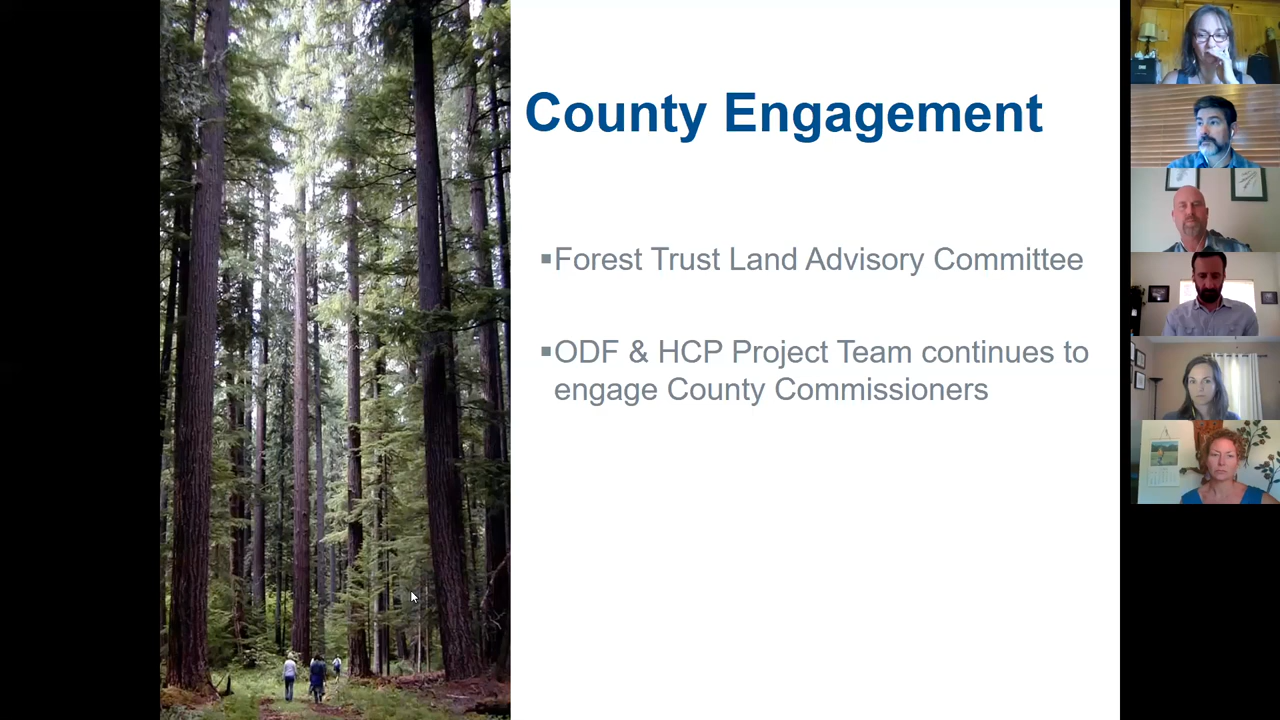 County Engagement
▪Forest Trust Land Advisory Committee
▪ODF & HCP Project Team continues to
engage County Commissioners